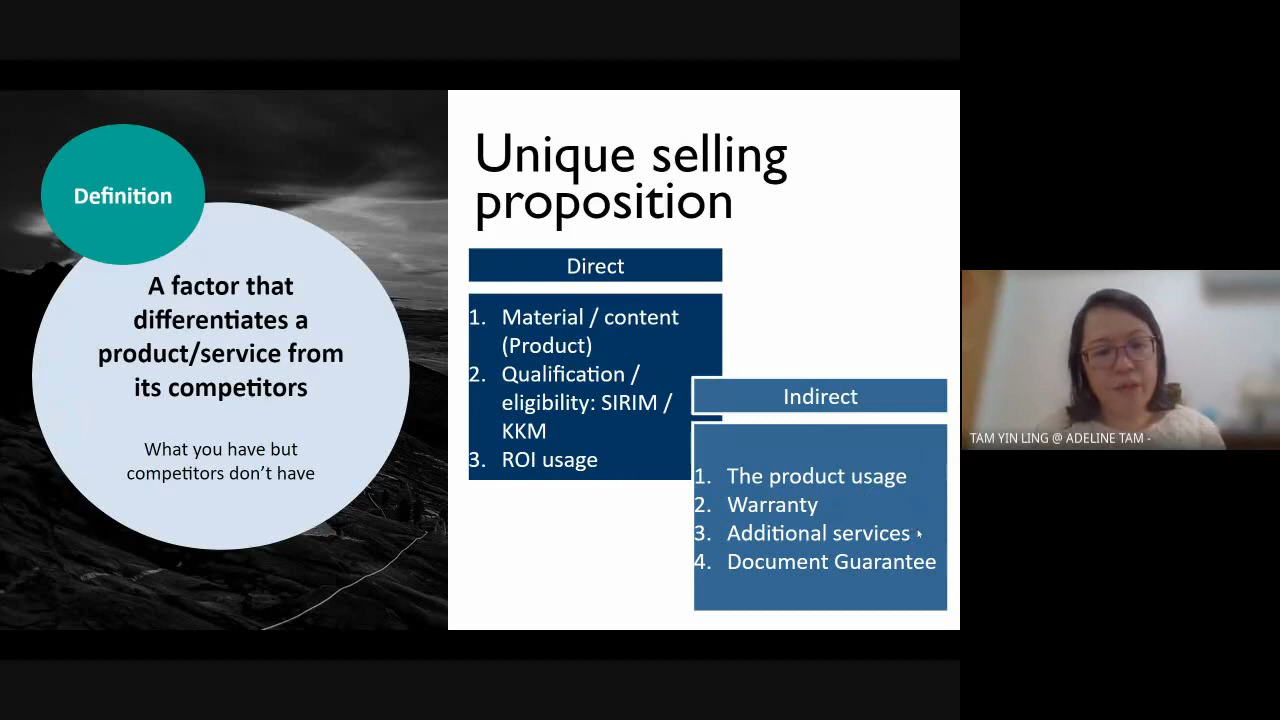 Definition
A factor that
differentiates a
product/service from
its competitors
What you have but
competitors don't have
Unique selling
proposition
Direct
1. Material / content
(Product)
2. Qualification /
eligibility: SIRIM /
KKM
3. ROI usage
Indirect
1. The product usage
2. Warranty
3. Additional services
4. Document Guarantee
TAM YIN LING @ ADELINE TAM -